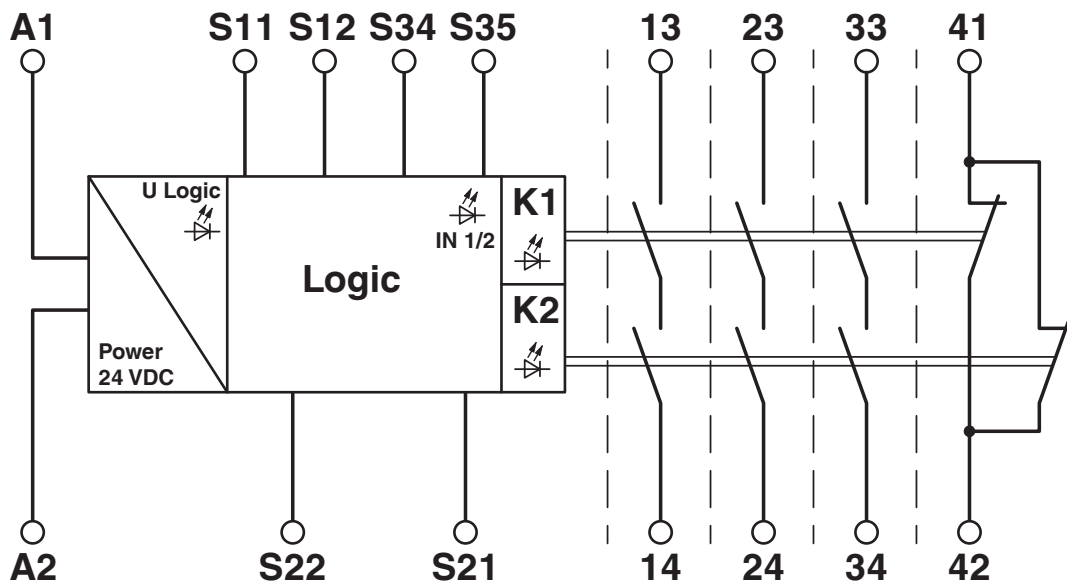 A1 S11 S12 S34 S35 13 23 33 41
U Logic
K1
IN 1/2
Logic
K2
Power
24 VDC
A2 S22 S21 14 24 34 42